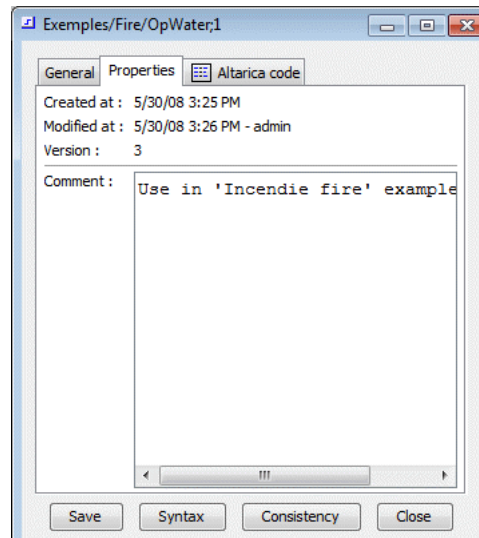 Exemples/Fire/OpWater;1
General Properties Altarica code
Created at : 5/30/08 3:25 PM
Modified at : 5/30/08 3:26 PM - admin
Version : 3
Comment : Use in 'Incendie fire' example
Save Syntax Consistency Close